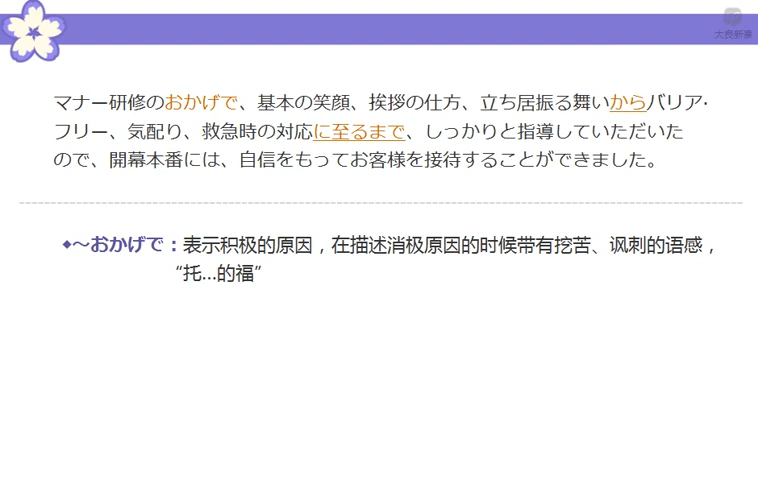 大良新濠
マナー研修のおかげで、基本の笑顔、挨拶の仕方、立ち居振る舞いからバリア・
フリー、気配り、救急時の対応に至るまで、しっかりと指導していただいた
ので、開幕本番には、自信をもってお客様を接待することができました。
◆～おかげで：表示积极的原因，在描述消极原因的时候带有挖苦、讽刺的语感，
“托…的福”